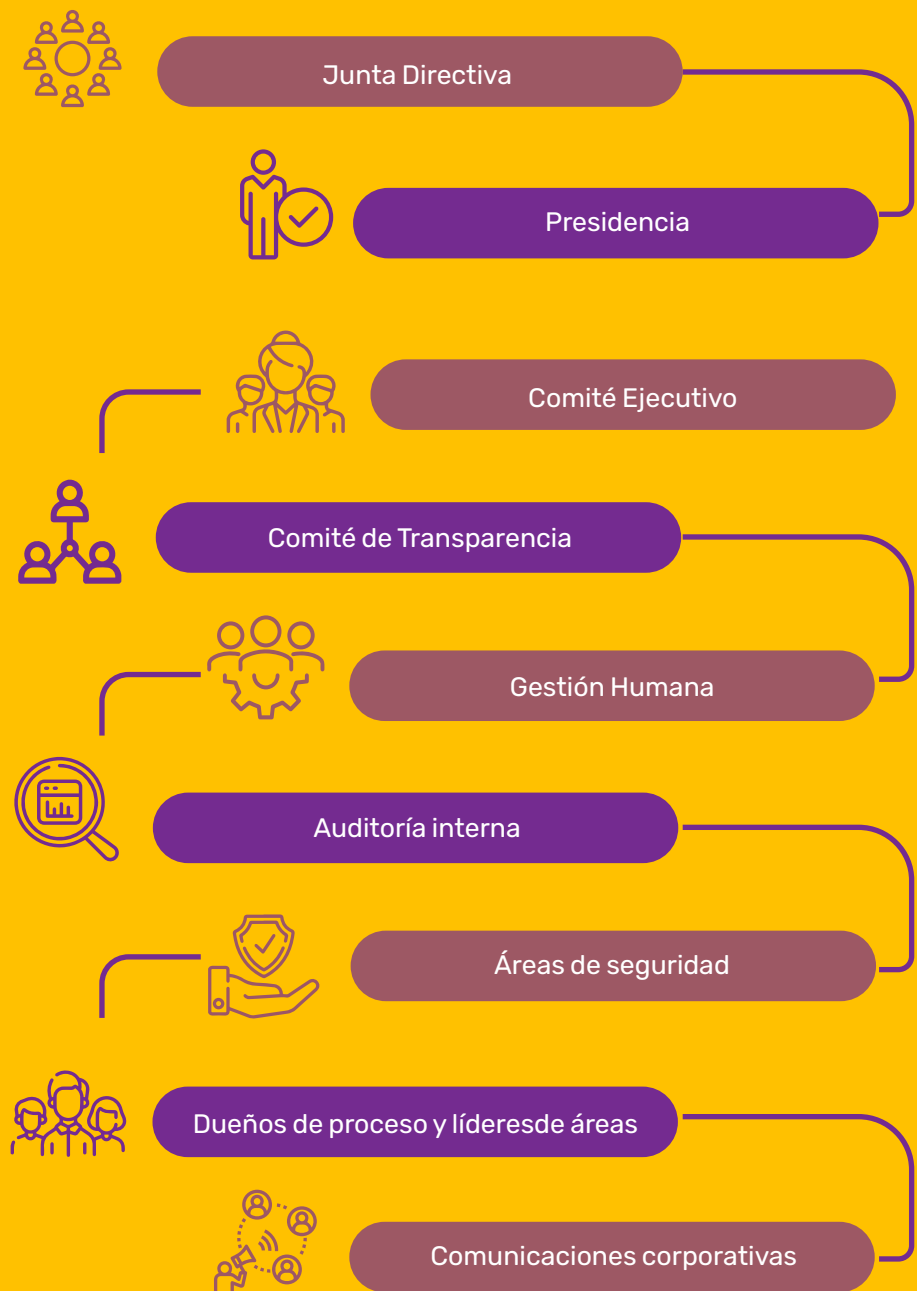 Junta Directiva
Presidencia
Comité Ejecutivo
Comité de Transparencia
Gestión Humana
Auditoría interna
Áreas de seguridad
Dueños de proceso y líderesde áreas
Comunicaciones corporativas